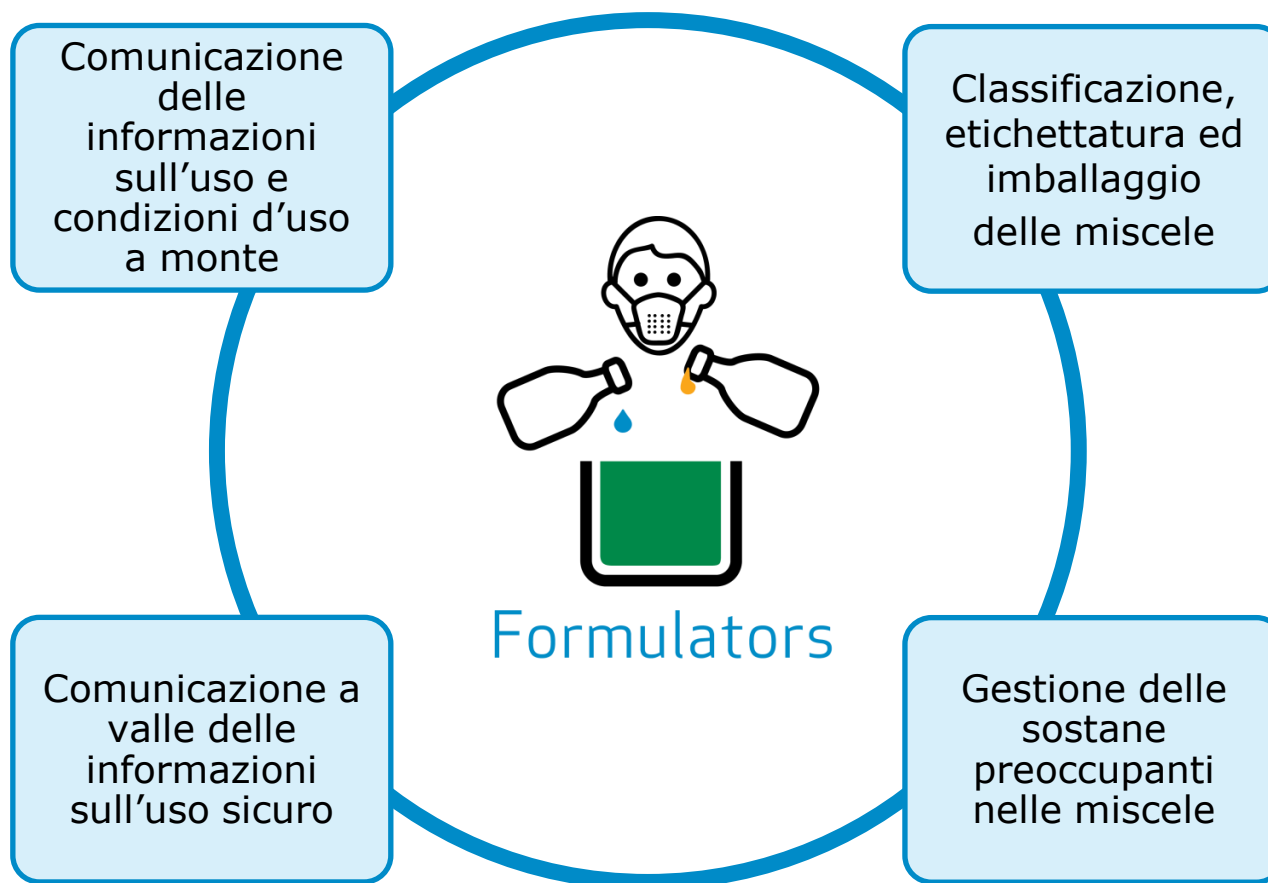 Comunicazione
delle
informazioni
sull’uso e
condizioni d’uso
a monte
Classificazione,
etichettatura ed
imballaggio
delle miscele
Formulators
Comunicazione a
valle delle
informazioni
sull’uso sicuro
Gestione delle
sostane
preoccupanti
nelle miscele